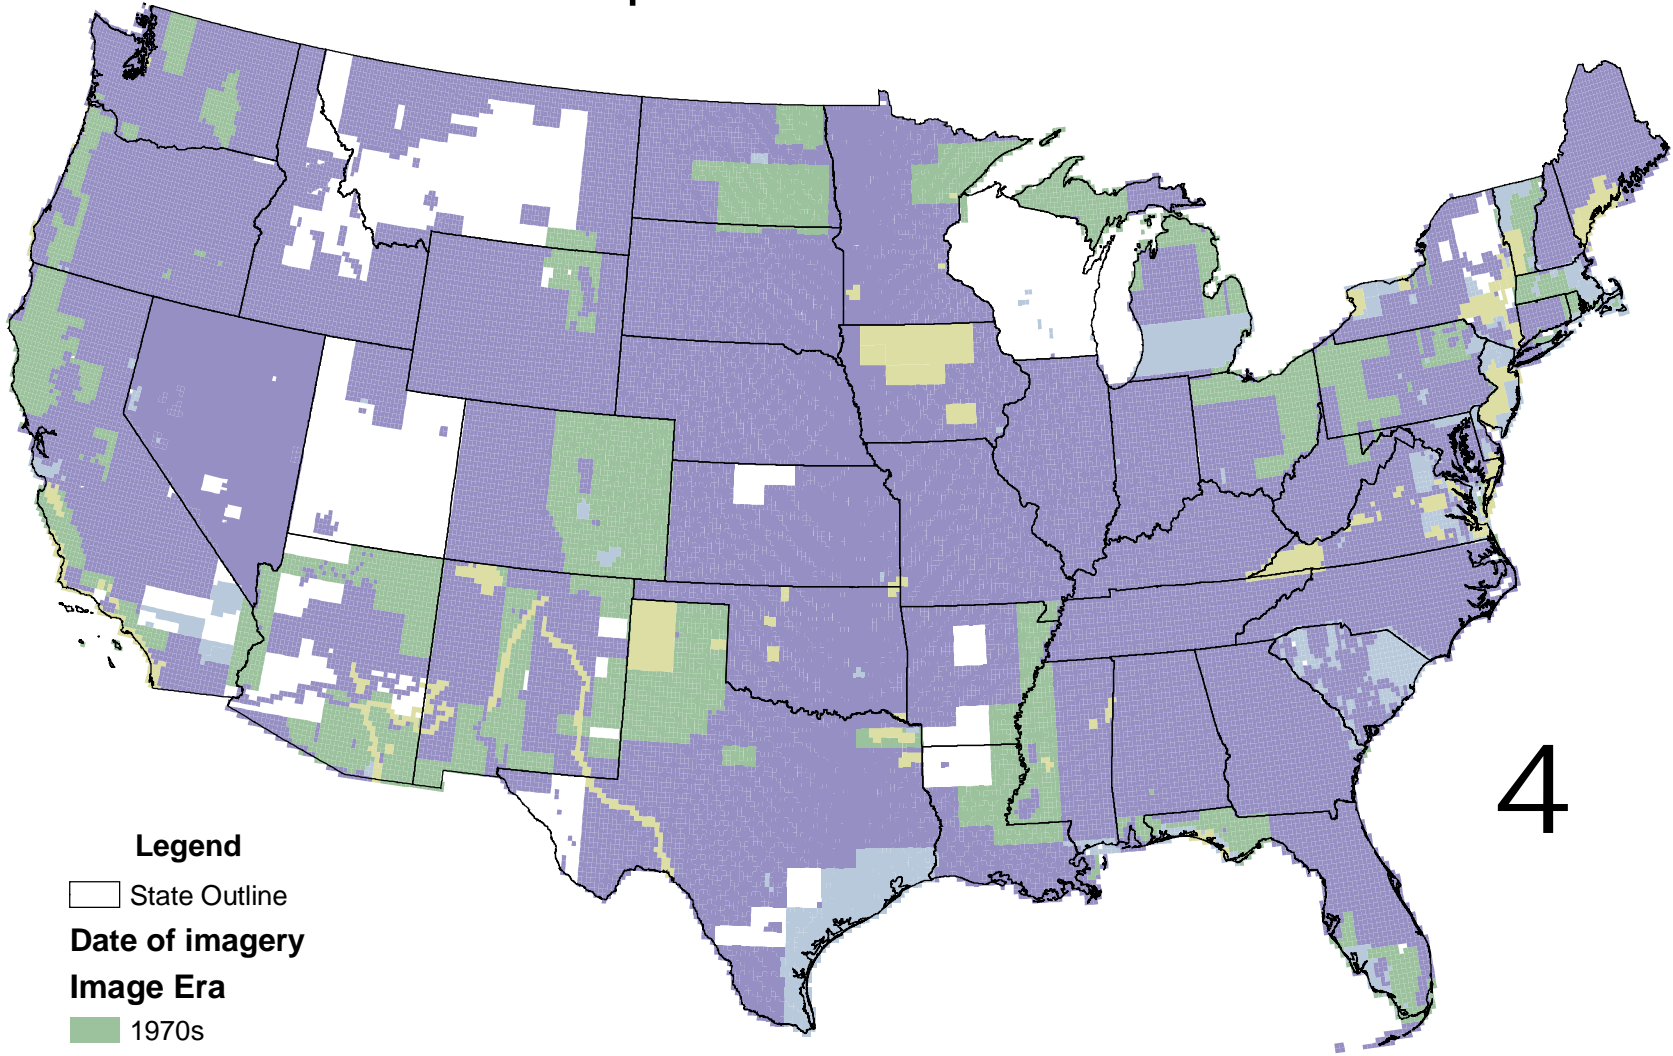 4
Legend
State Outline
Date of imagery
Image Era
1970s